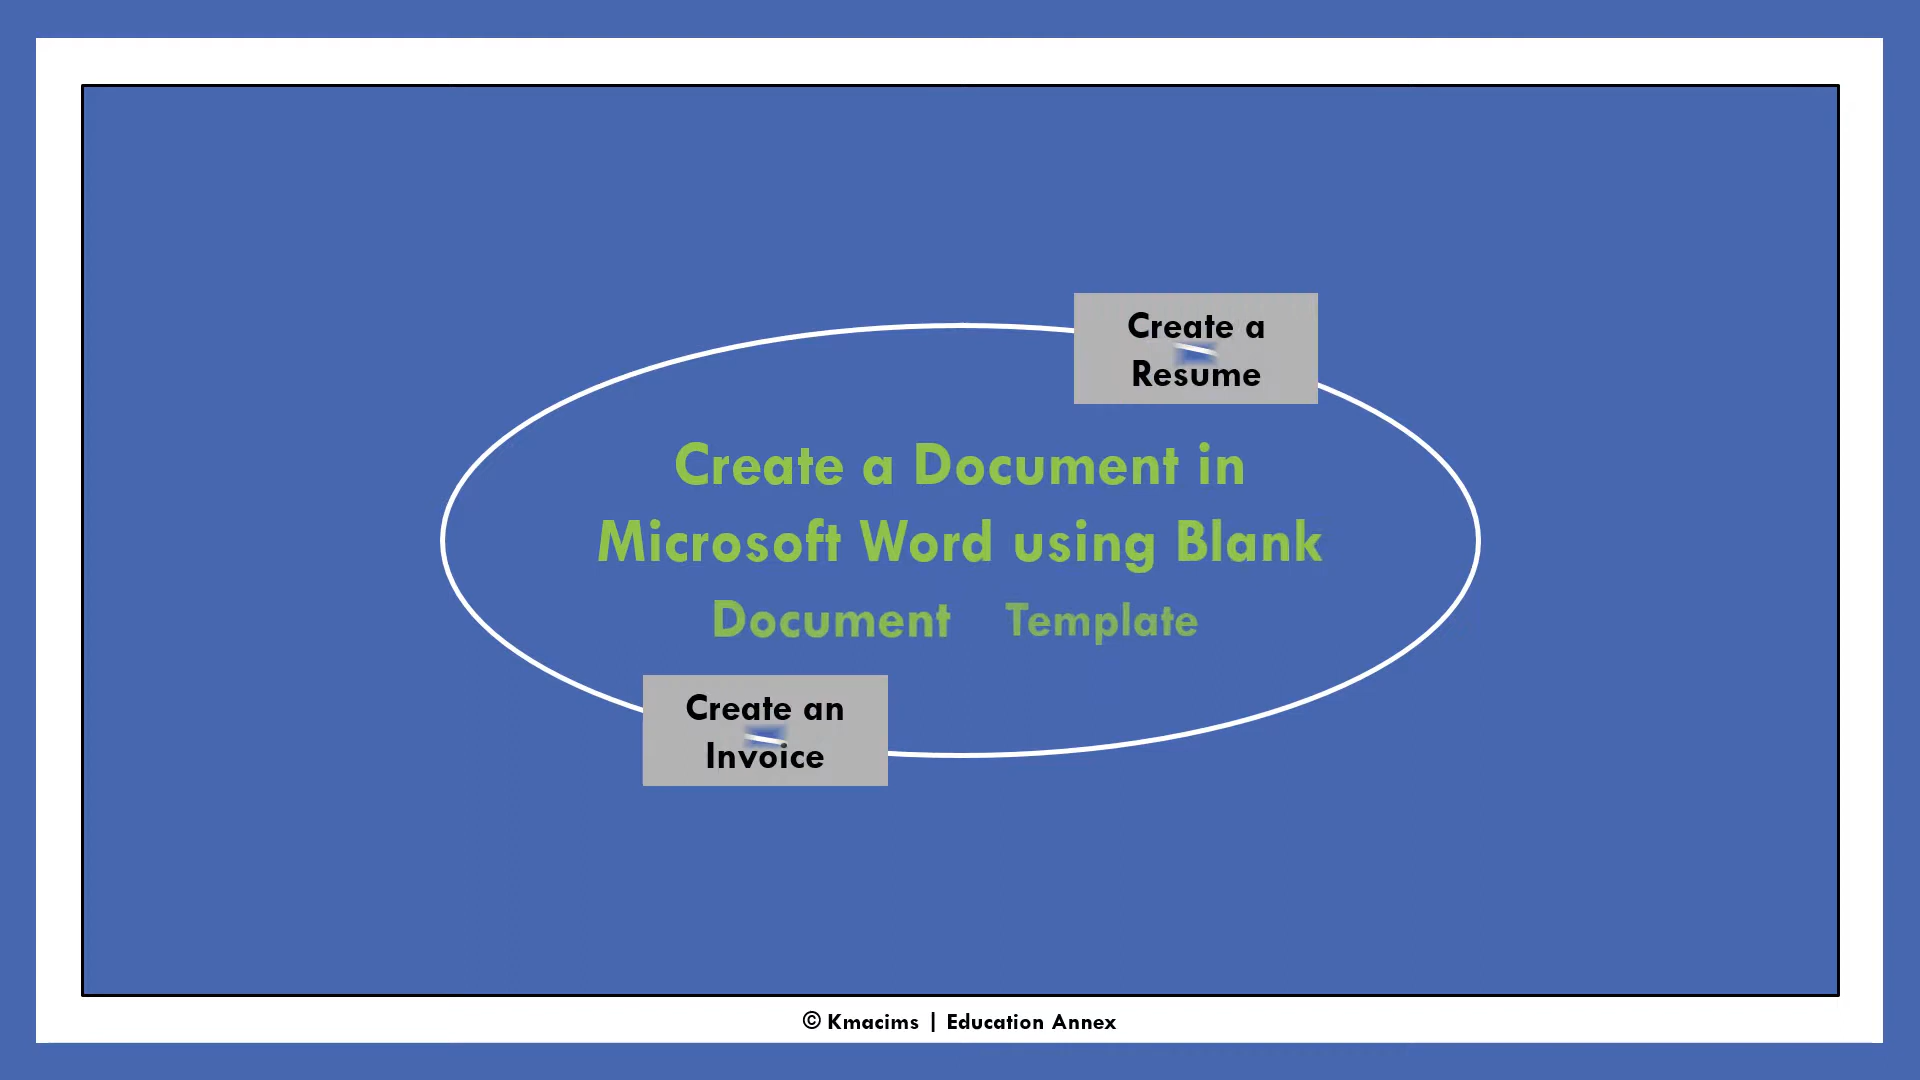 Create a
Resume
Create a Document in
Microsoft Word using Blank
Document Template
Create an
Invoice
© Kmacims | Education Annex